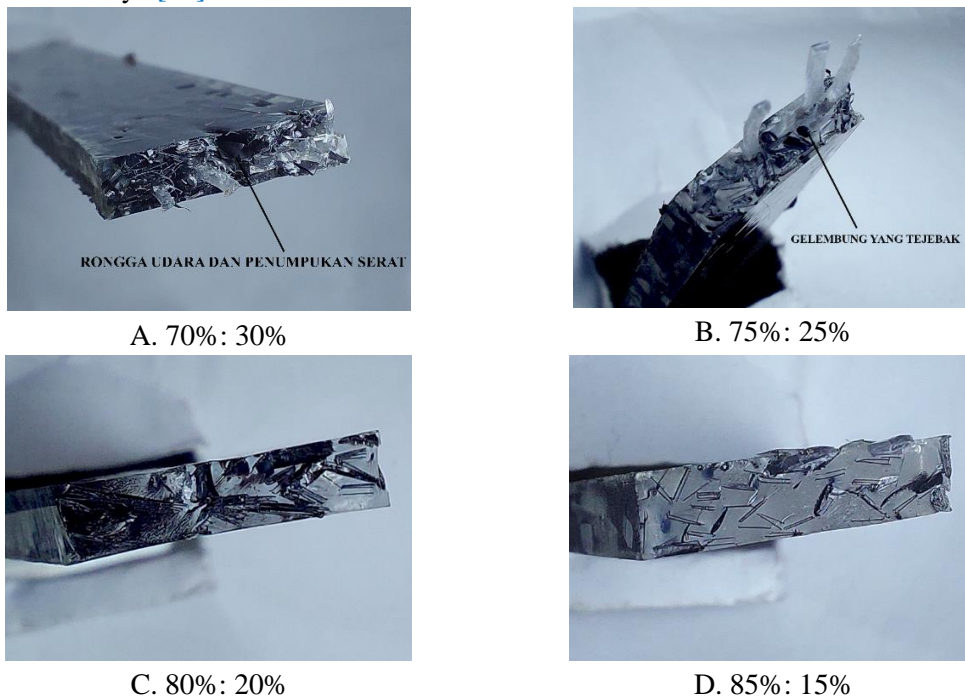 RONGGA UDARA DAN PENUMPUKAN SERAT
GELEMBUNG YANG TEJEBAK
A. 70%: 30%
B. 75%: 25%
C. 80%: 20%
D. 85%: 15%